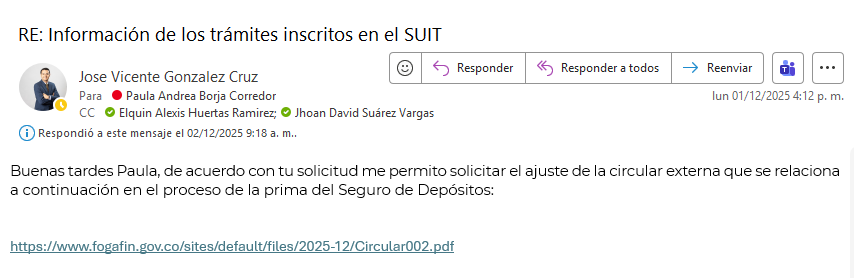 RE: Información de los trámites inscritos en el SUIT
Jose Vicente Gonzalez Cruz
Responder
Responder a todos
Reenviar
Para Paula Andrea Borja Corredor
lun 01/12/2025 4:12 p. m.
CC Elquin Alexis Huertas Ramirez; Jhoan David Suárez Vargas
Respondió a este mensaje el 02/12/2025 9:18 a. m..
Buenas tardes Paula, de acuerdo con tu solicitud me permito solicitar el ajuste de la circular externa que se relaciona
a continuación en el proceso de la prima del Seguro de Depósitos:
https://www.fogafin.gov.co/sites/default/files/2025-12/Circular002.pdf